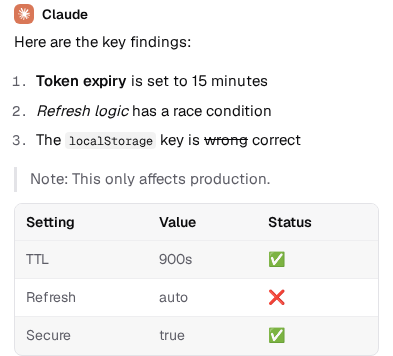 Claude
Here are the key findings:
1. Token expiry is set to 15 minutes
2. Refresh logic has a race condition
3. The localStorage key is wrong correct
Note: This only affects production.
Setting Value Status
TTL 900s ✅
Refresh auto ❌
Secure true ✅